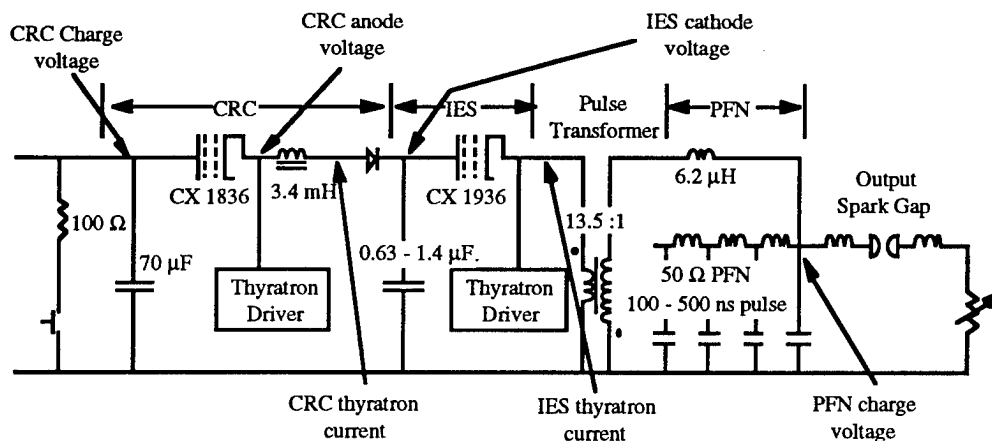 CRC Charge
voltage
CRC anode
voltage
IES cathode
voltage
CRC
IES
Pulse
Transformer
PFN
CX 1836
3.4 mH
CX 1936
6.2 μH
Output
Spark Gap
100 Ω
13.5 :1
70 μF
0.63 - 1.4 μF.
Thyratron
Driver
Thyratron
Driver
50 Ω PFN
100 - 500 ns pulse
CRC thyratron
current
IES thyratron
current
PFN charge
voltage